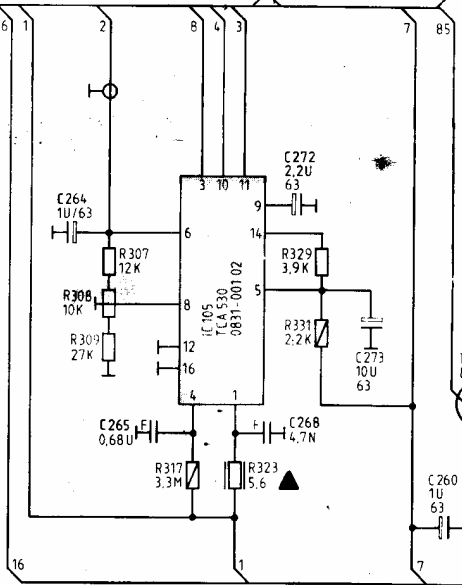 6 1 2 8 4 3 7 85
C272
2,2U
63
3 10 11
C264
1U/63
9
6
14
R307
12K
R329
3,9K
R308
10K
8
5
IC105
TCA 530
0831-001 02
R309
27K
12
R331
2,2K
16
C273
10U
63
4 1
C265
0,68U
F
F
C268
4,7N
R317
3,3M
R323
5,6
C260
1U
63
16 1 7